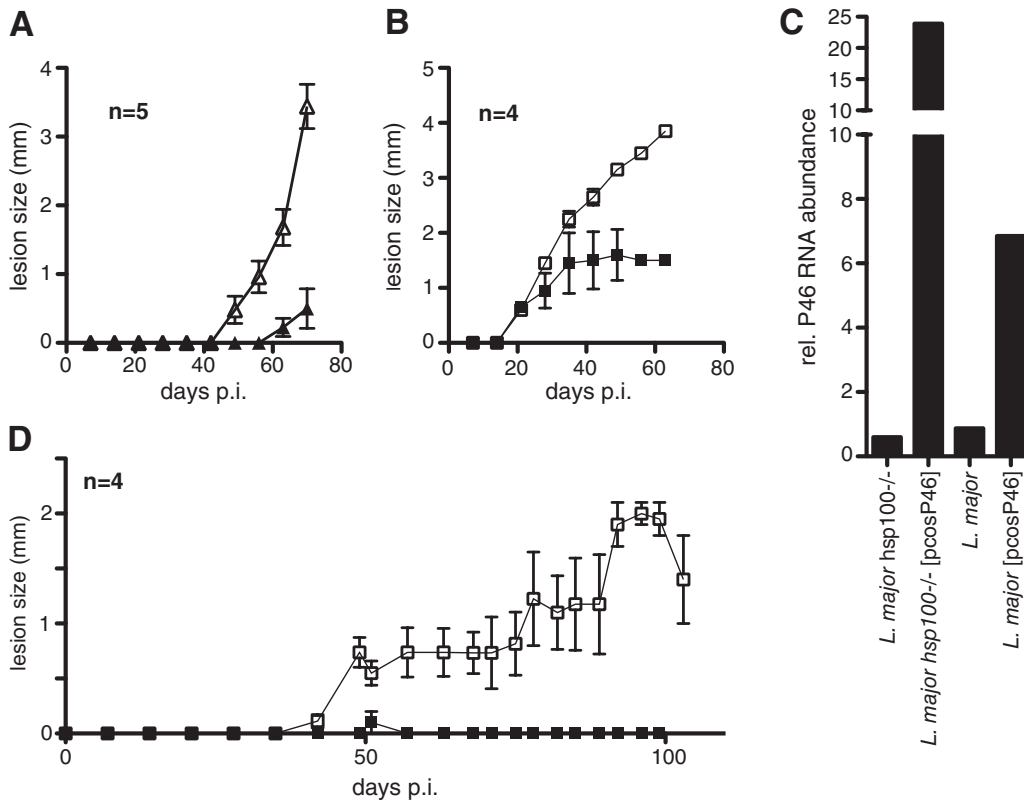 A
n=5
lesion size (mm)
4
3
2
1
0
0 20 40 60 80
days p.i.
B
n=4
lesion size (mm)
5
4
3
2
1
0
0 20 40 60 80
days p.i.
C
rel. P46 RNA abundance
25
20
15
10
10
8
6
4
2
0
L. major hsp100-/-
L. major hsp100-/- [pcosP46]
L. major
L. major [pcosP46]
D
n=4
lesion size (mm)
2
1
0
0 50 100
days p.i.